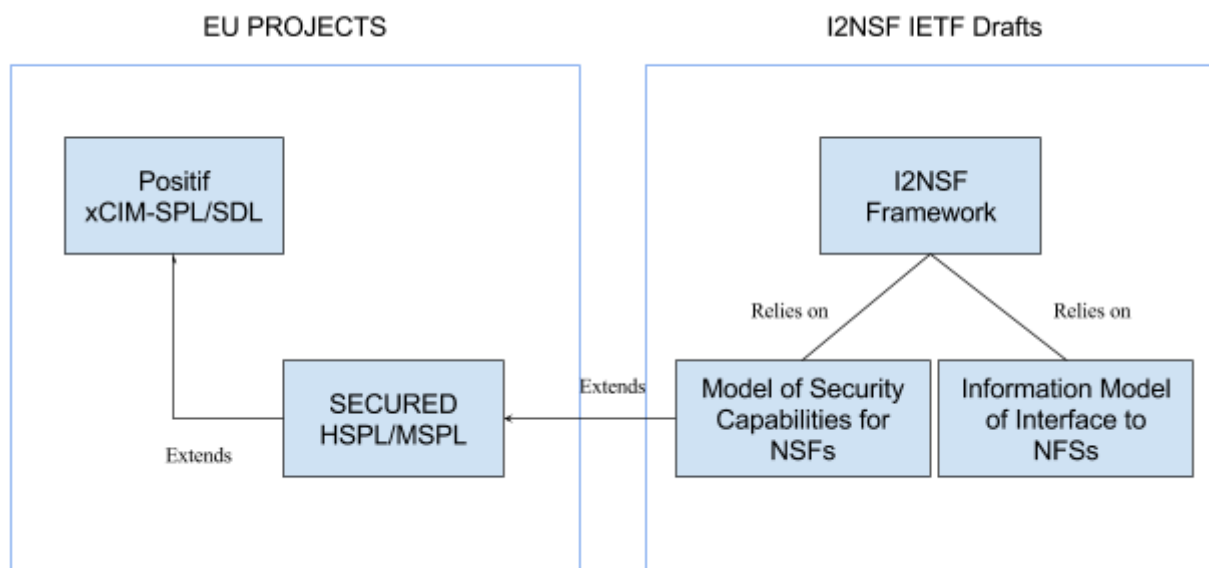 EU PROJECTS
I2NSF IETF Drafts
Positif
xCIM-SPL/SDL
I2NSF
Framework
Relies on
Relies on
SECURED
HSPL/MSPL
Extends
Extends
Model of Security
Capabilities for
NSFs
Information Model
of Interface to
NFSs